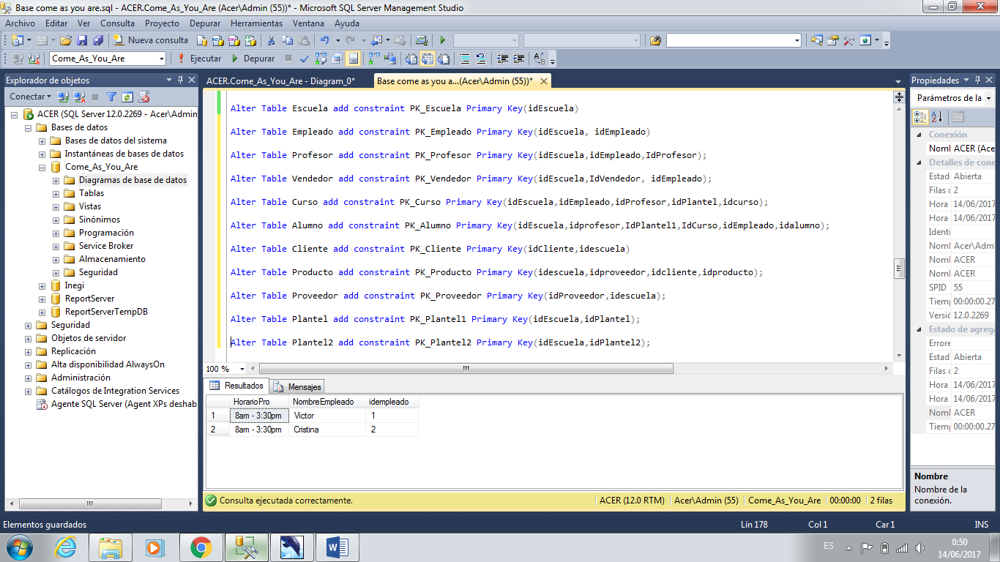 Base come as you are.sql - ACER.Come_As_You_Are (Acer\Admin (55))* - Microsoft SQL Server Management Studio
Archivo Editar Ver Consulta Proyecto Depurar Herramientas Ventana Ayuda
Nueva consulta
Come_As_You_Are Ejecutar Depurar
Explorador de objetos
Conectar
ACER (SQL Server 12.0.2269 - Acer\Admin
Bases de datos
Bases de datos del sistema
Instantáneas de bases de datos
Come_As_You_Are
Diagramas de base de datos
Tablas
Vistas
Sinónimos
Programación
Service Broker
Almacenamiento
Seguridad
Inegi
ReportServer
ReportServerTempDB
Seguridad
Objetos de servidor
Replicación
Alta disponibilidad AlwaysOn
Administración
Catálogos de Integration Services
Agente SQL Server (Agent XPs deshab
ACER.Come_As_You_Are - Diagram_0* Base come as you a...(Acer\Admin (55))*
Alter Table Escuela add constraint PK_Escuela Primary Key(idEscuela)
Alter Table Empleado add constraint PK_Empleado Primary Key(idEscuela, idEmpleado)
Alter Table Profesor add constraint PK_Profesor Primary Key(idEscuela,idEmpleado,IdProfesor);
Alter Table Vendedor add constraint PK_Vendedor Primary Key(idEscuela,IdVendedor, idEmpleado);
Alter Table Curso add constraint PK_Curso Primary Key(idEscuela,idEmpleado,idProfesor,idPlantel,idcurso);
Alter Table Alumno add constraint PK_Alumno Primary Key(idEscuela,idprofesor,IdPlantel1,IdCurso,idEmpleado,idalumno);
Alter Table Cliente add constraint PK_Cliente Primary Key(idCliente,idescuela)
Alter Table Producto add constraint PK_Producto Primary Key(idescuela,idproveedor,idcliente,idproducto);
Alter Table Proveedor add constraint PK_Proveedor Primary Key(idProveedor,idescuela);
Alter Table Plantel add constraint PK_Plantel1 Primary Key(idEscuela,idPlantel);
Alter Table Plantel2 add constraint PK_Plantel2 Primary Key(idEscuela,idPlantel2);
100 %
Resultados Mensajes
HorarioPro NombreEmpleado idempleado
1 8am - 3:30pm Victor 1
2 8am - 3:30pm Cristina 2
Consulta ejecutada correctamente. ACER (12.0 RTM) Acer\Admin (55) Come_As_You_Are 00:00:00 2 filas
Propiedades
Parámetros de la
Conexión
Noml ACER (Ace
Detalles de cone
Estad Abierta
Filas c 2
Hora 14/06/2017
Hora 14/06/2017
Identi
Noml Acer\Adm
Noml ACER
Noml ACER
SPID 55
Tiemp 00:00:00.27
Versió 12.0.2269
Estado de agrega
Errore
Estad Abierta
Filas c 2
Hora 14/06/2017
Hora 14/06/2017
Noml ACER
Tiemp 00:00:00.27
Nombre
Nombre de la
conexión.
Elementos guardados Lín 178 Col 1 Car 1 INS
ES 0:50
14/06/2017